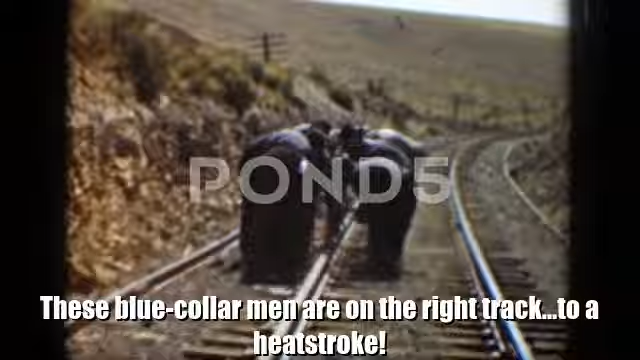 POND5
These blue-collar men are on the right track...to a
heatstroke!